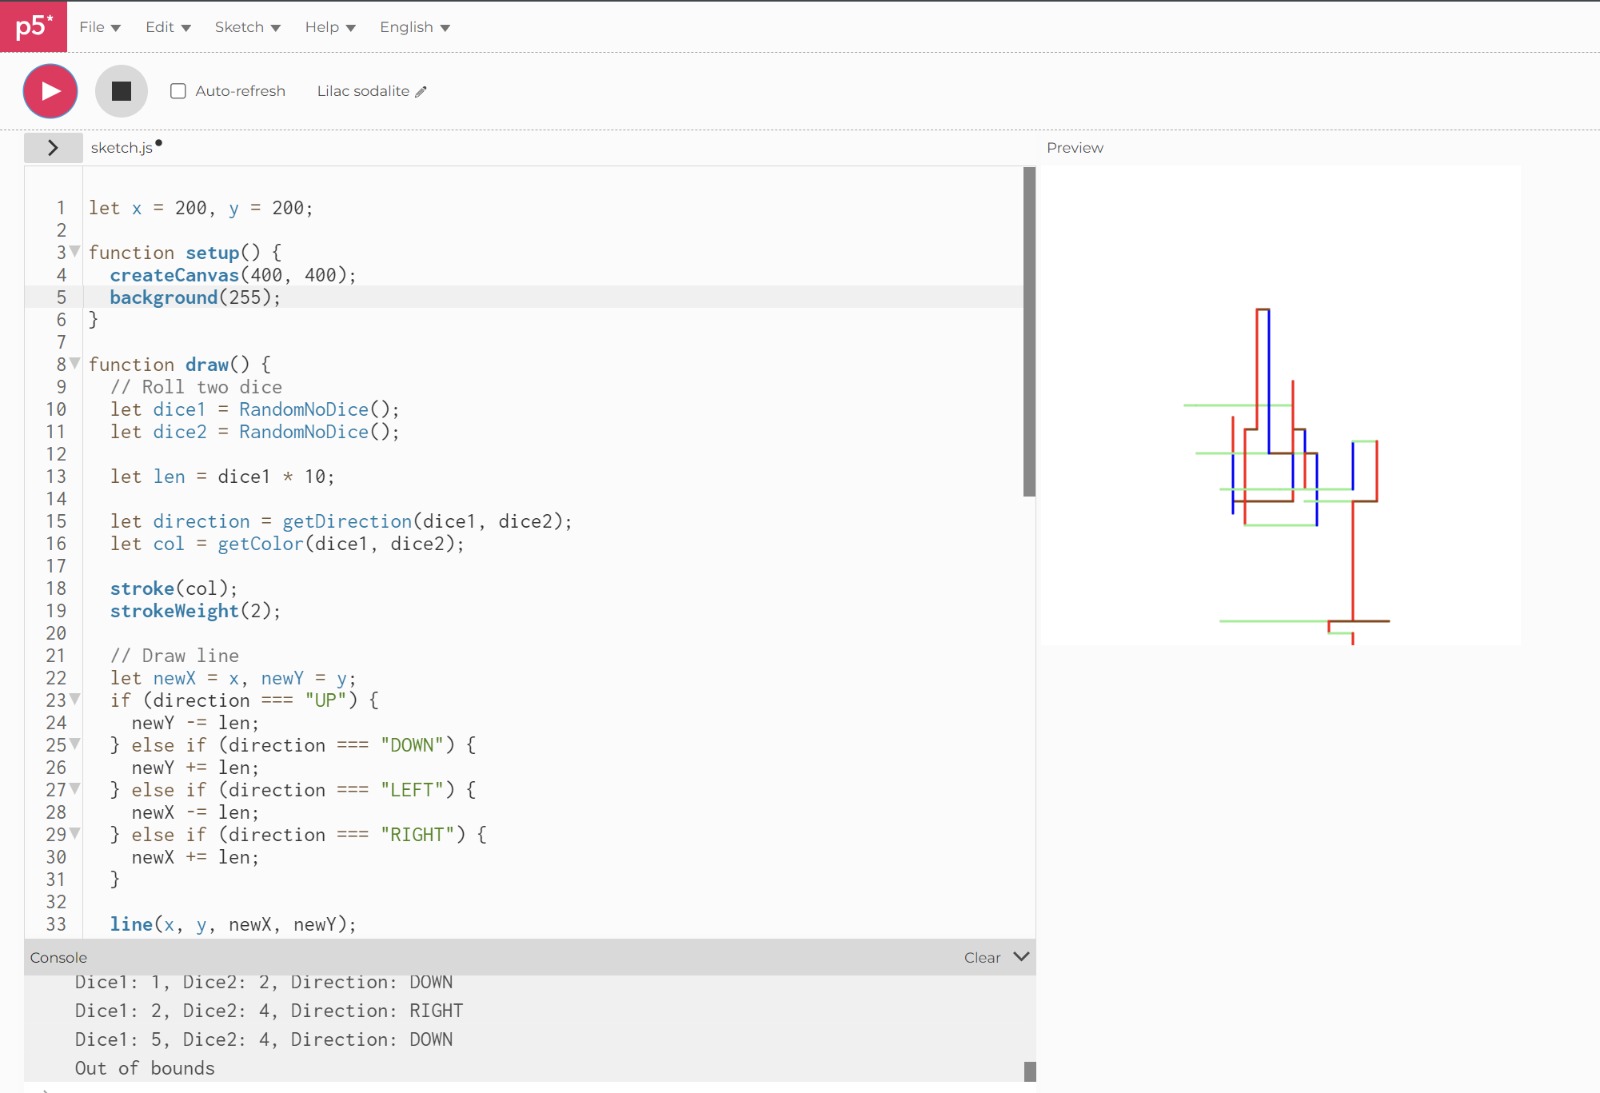 p5* File Edit Sketch Help English
Auto-refresh Lilac sodalite
> sketch.js Preview
1 let x = 200, y = 200;
2
3 function setup() {
4   createCanvas(400, 400);
5   background(255);
6 }
7
8 function draw() {
9   // Roll two dice
10   let dice1 = RandomNoDice();
11   let dice2 = RandomNoDice();
12
13   let len = dice1 * 10;
14
15   let direction = getDirection(dice1, dice2);
16   let col = getColor(dice1, dice2);
17
18   stroke(col);
19   strokeWeight(2);
20
21   // Draw line
22   let newX = x, newY = y;
23   if (direction === "UP") {
24     newY -= len;
25   } else if (direction === "DOWN") {
26     newY += len;
27   } else if (direction === "LEFT") {
28     newX -= len;
29   } else if (direction === "RIGHT") {
30     newX += len;
31   }
32
33   line(x, y, newX, newY);
Console Clear
Dice1: 1, Dice2: 2, Direction: DOWN
Dice1: 2, Dice2: 4, Direction: RIGHT
Dice1: 5, Dice2: 4, Direction: DOWN
Out of bounds